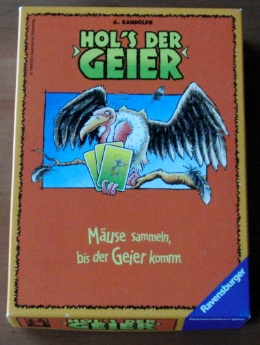 A. RANDOLPH
HOL'S DER
GEIER
Mäuse sammeln,
bis der Geier kommt
Ravensburger